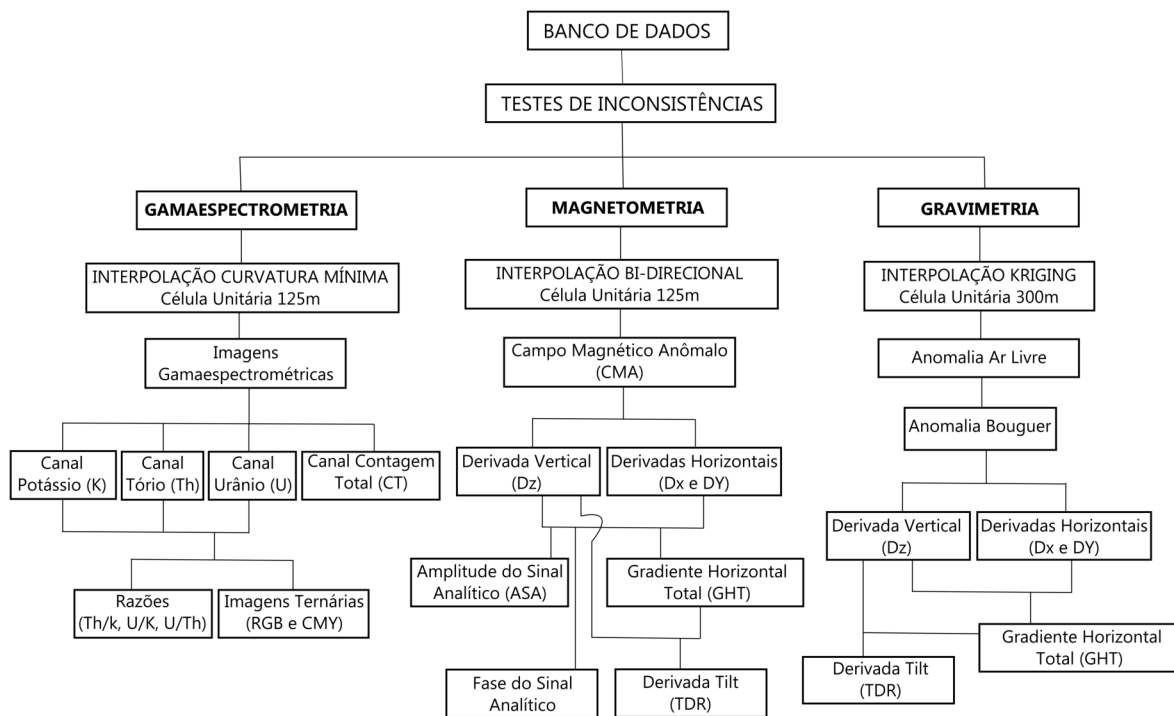 BANCO DE DADOS
TESTES DE INCONSISTÊNCIAS
GAMAESPECTROMETRIA
MAGNETOMETRIA
GRAVIMETRIA
INTERPOLAÇÃO CURVATURA MÍNIMA
Célula Unitária 125m
INTERPOLAÇÃO BI-DIRECIONAL
Célula Unitária 125m
INTERPOLAÇÃO KRIGING
Célula Unitária 300m
Imagens
Gamaespectrométricas
Campo Magnético Anômalo
(CMA)
Anomalia Ar Livre
Anomalia Bouguer
Canal
Potássio (K)
Canal
Tório (Th)
Canal
Urânio (U)
Canal Contagem
Total (CT)
Derivada Vertical
(Dz)
Derivadas Horizontais
(Dx e DY)
Derivada Vertical
(Dz)
Derivadas Horizontais
(Dx e DY)
Razões
(Th/k, U/K, U/Th)
Imagens Ternárias
(RGB e CMY)
Amplitude do Sinal
Analítico (ASA)
Gradiente Horizontal
Total (GHT)
Gradiente Horizontal
Total (GHT)
Fase do Sinal
Analítico
Derivada Tilt
(TDR)
Derivada Tilt
(TDR)